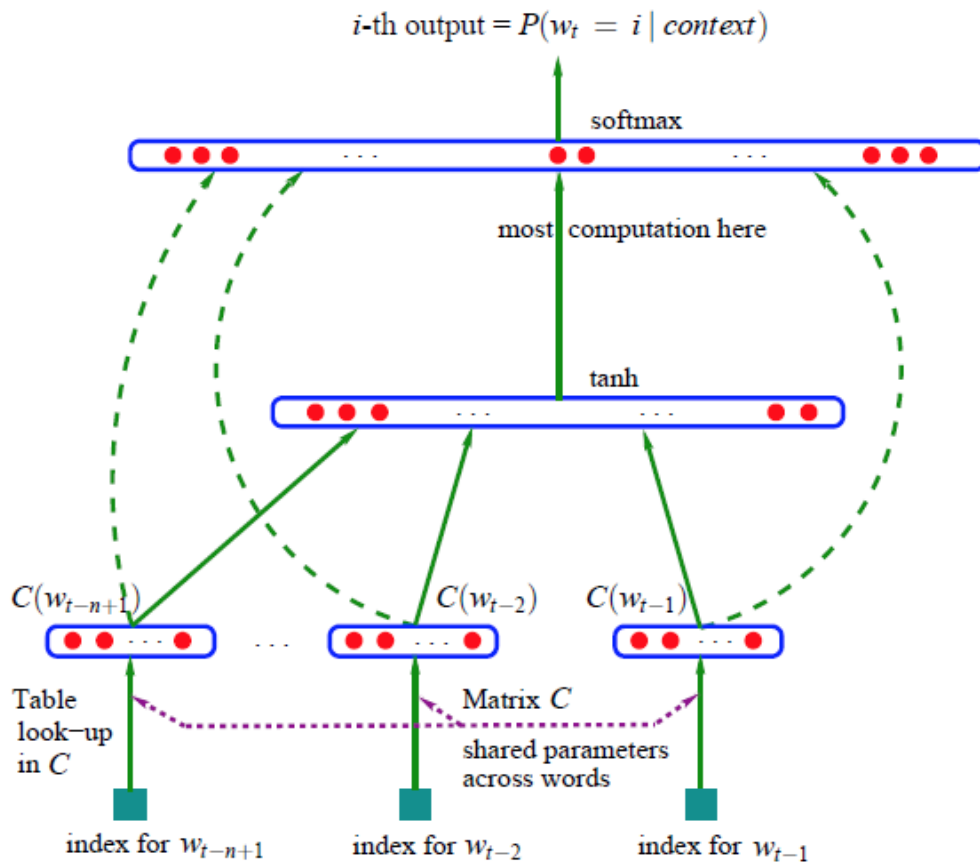 i-th output = P(w_t = i | context)
softmax
. . .
. . .
most computation here
tanh
. . .
. . .
C(w_{t−n+1})
C(w_{t−2})
C(w_{t−1})
. . .
. . .
. . .
. . .
Table
look−up
in C
Matrix C
shared parameters
across words
index for w_{t−n+1}
index for w_{t−2}
index for w_{t−1}